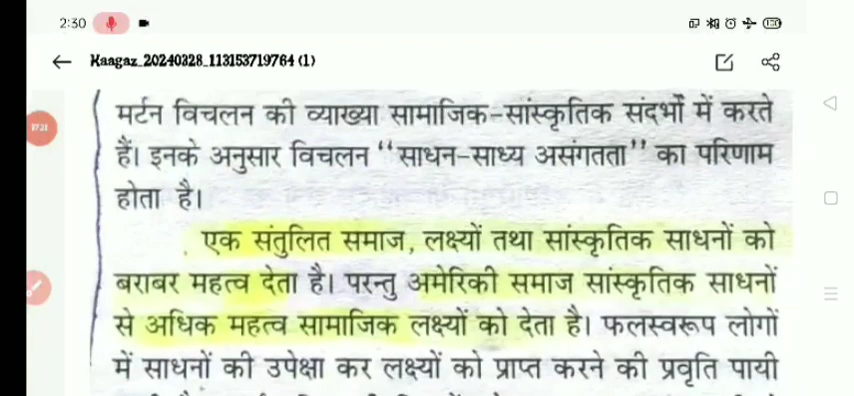 2:30
Kaagaz_20240328_113153719764 (1)
07:21
मर्टन विचलन की व्याख्या सामाजिक-सांस्कृतिक संदर्भों में करते
हैं। इनके अनुसार विचलन "साधन-साध्य असंगतता" का परिणाम
होता है।
एक संतुलित समाज, लक्ष्यों तथा सांस्कृतिक साधनों को
बराबर महत्व देता है। परन्तु अमेरिकी समाज सांस्कृतिक साधनों
से अधिक महत्व सामाजिक लक्ष्यों को देता है। फलस्वरूप लोगों
में साधनों की उपेक्षा कर लक्ष्यों को प्राप्त करने की प्रवृति पायी